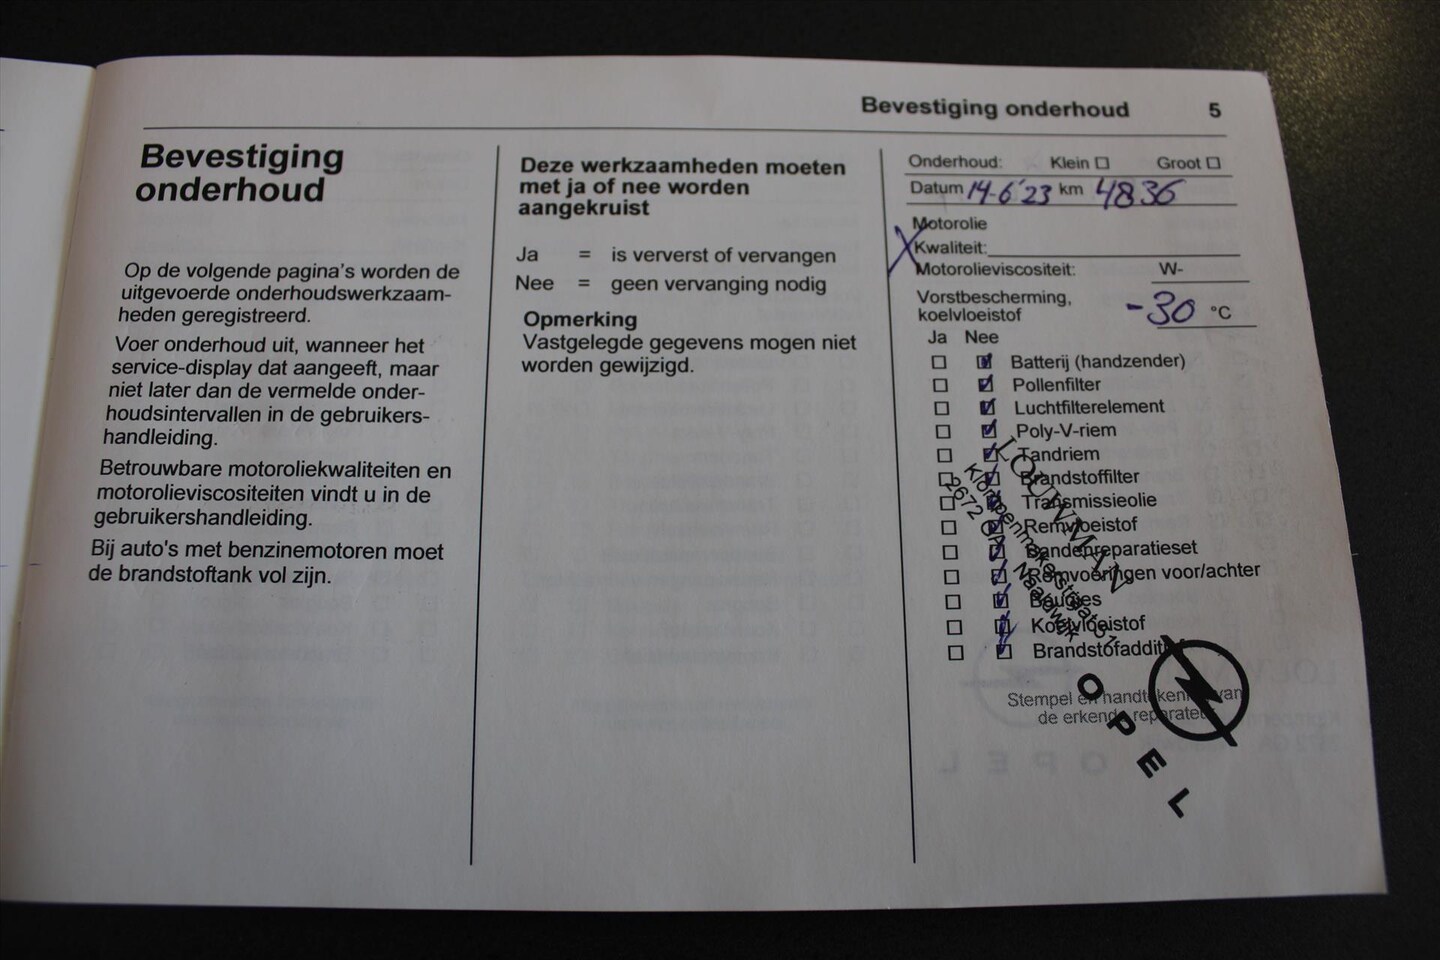 Bevestiging onderhoud 5
Bevestiging
onderhoud
Op de volgende pagina's worden de
uitgevoerde onderhoudswerkzaam-
heden geregistreerd.
Voer onderhoud uit, wanneer het
service-display dat aangeeft, maar
niet later dan de vermelde onder-
houdsintervallen in de gebruikers-
handleiding.
Betrouwbare motoroliekwaliteiten en
motorolieviscositeiten vindt u in de
gebruikershandleiding.
Bij auto's met benzinemotoren moet
de brandstoftank vol zijn.
Deze werkzaamheden moeten
met ja of nee worden
aangekruist
Ja = is ververst of vervangen
Nee = geen vervanging nodig
Opmerking
Vastgelegde gegevens mogen niet
worden gewijzigd.
Onderhoud: Klein Groot
Datum 14-6'23 km 4836
Motorolie
Kwaliteit:
Motorolieviscositeit: W-
Vorstbescherming,
koelvloeistof -30 °C
Ja Nee
Batterij (handzender)
Pollenfilter
Luchtfilterelement
Poly-V-riem
Tandriem
Brandstoffilter
Transmissieolie
Remvloeistof
Bandenreparatieset
Remvoeringen voor/achter
Bougies
Koelvloeistof
Brandstofadditief
Stempel en handtekening van
de erkende reparateur
LOUWMAN
2672 Naaldwijk
OPEL